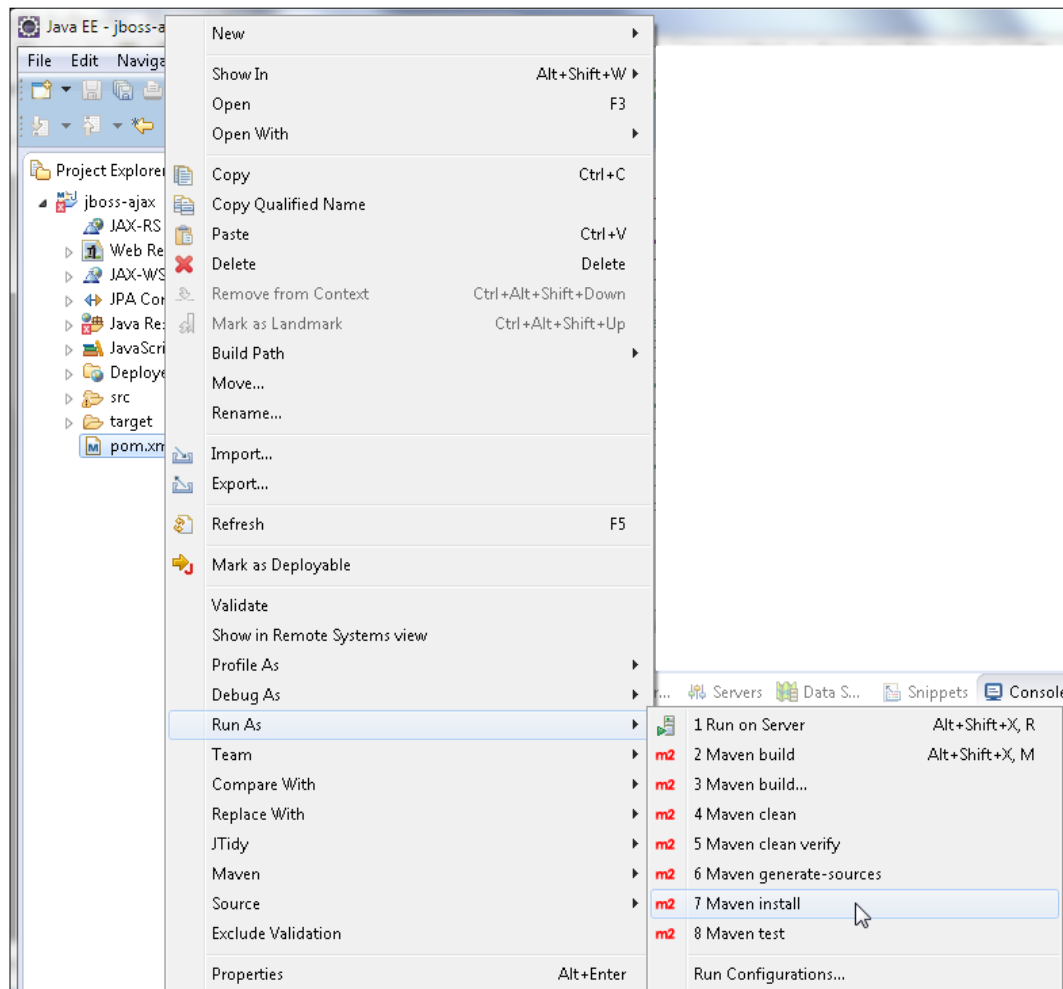 Java EE - jboss-a
File Edit Naviga
Project Explorer
jboss-ajax
JAX-RS
Web Re
JAX-WS
JPA Con
Java Re
JavaScri
Deploye
src
target
pom.xm
New
Show In Alt+Shift+W
Open F3
Open With
Copy Ctrl+C
Copy Qualified Name
Paste Ctrl+V
Delete Delete
Remove from Context Ctrl+Alt+Shift+Down
Mark as Landmark Ctrl+Alt+Shift+Up
Build Path
Move...
Rename...
Import...
Export...
Refresh F5
Mark as Deployable
Validate
Show in Remote Systems view
Profile As
Debug As
Run As
Team
Compare With
Replace With
JTidy
Maven
Source
Exclude Validation
Properties Alt+Enter
r... Servers Data S... Snippets Console
1 Run on Server Alt+Shift+X, R
m2 2 Maven build Alt+Shift+X, M
m2 3 Maven build...
m2 4 Maven clean
m2 5 Maven clean verify
m2 6 Maven generate-sources
m2 7 Maven install
m2 8 Maven test
Run Configurations...